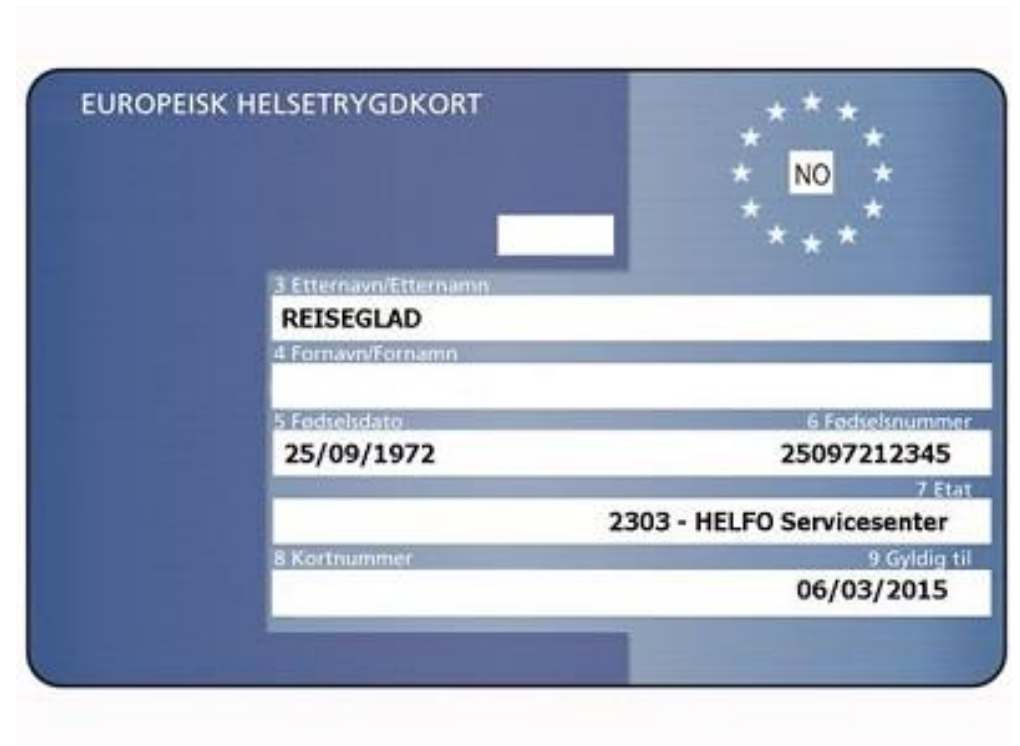 EUROPEISK HELSETRYGDKORT
NO
3 Etternavn/Etternamn
REISEGLAD
4 Fornavn/Fornamn
5 Fødselsdato 6 Fødselsnummer
25/09/1972 25097212345
7 Etat
2303 - HELFO Servicesenter
8 Kortnummer 9 Gyldig til
06/03/2015